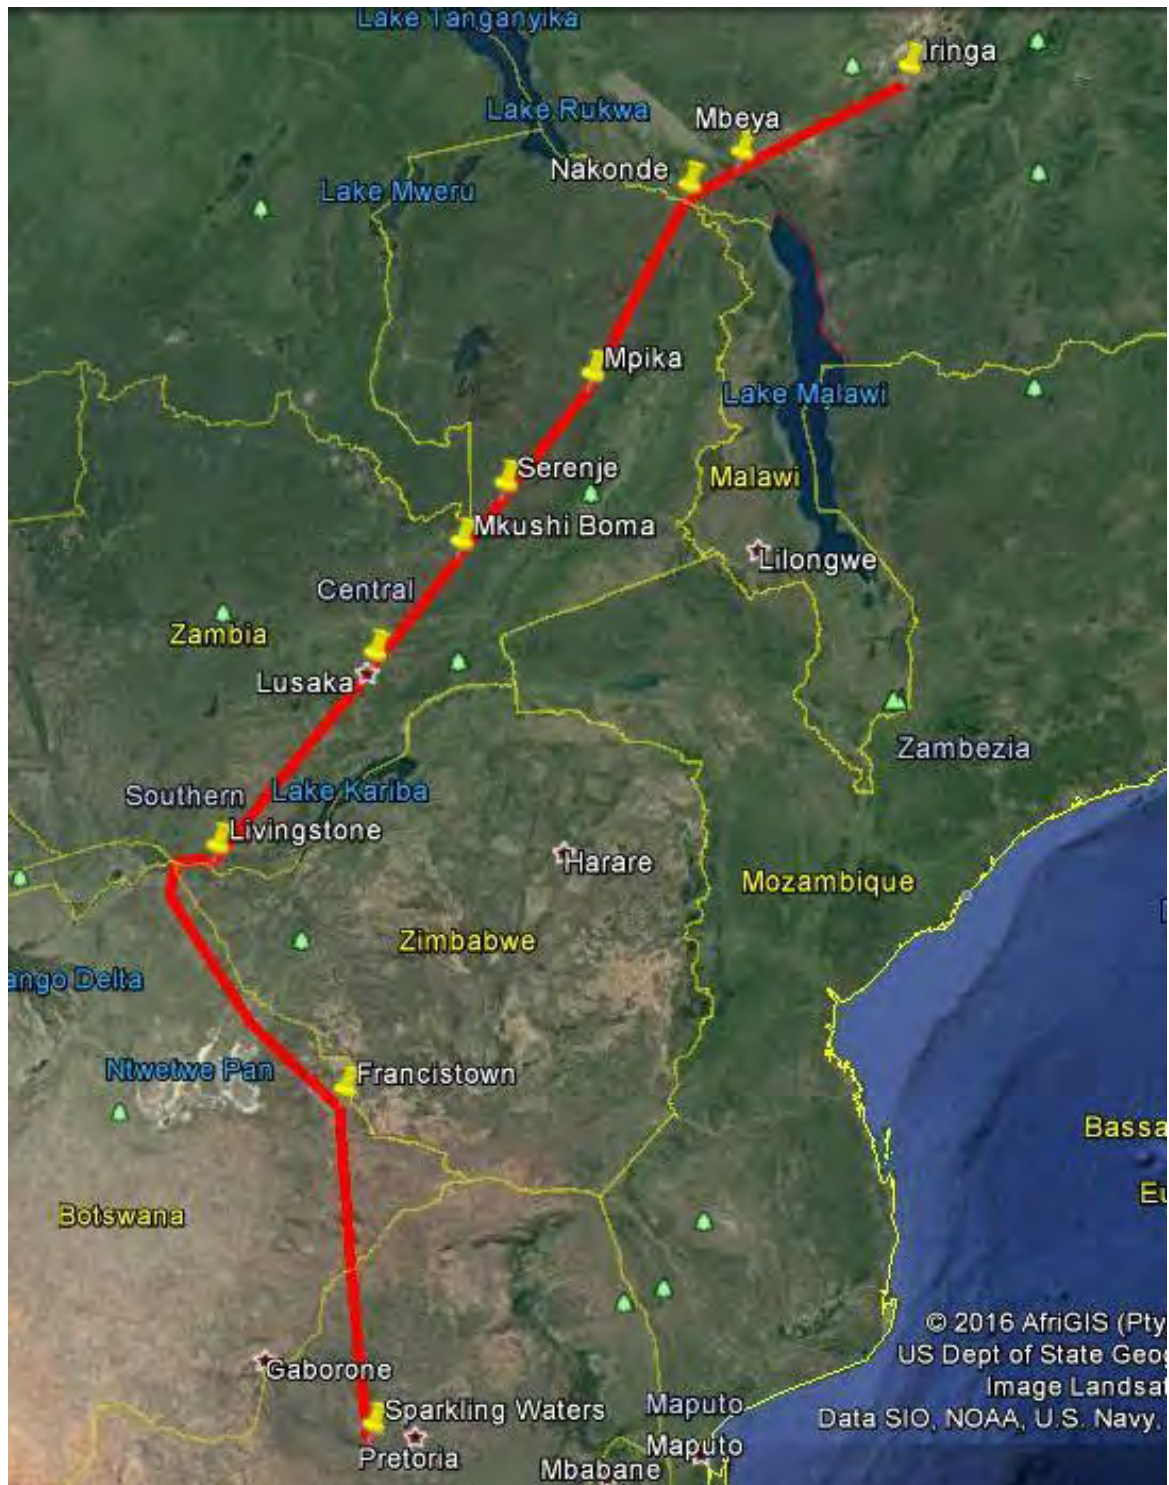 Lake Tanganyika
Iringa
Lake Rukwa
Mbeya
Nakonde
Lake Mweru
Mpika
Lake Malawi
Serenje
Malawi
Mkushi Boma
Lilongwe
Central
Zambia
Lusaka
Zambezia
Southern
Lake Kariba
Livingstone
Harare
Mozambique
Zimbabwe
ango Delta
Ntwetwe Pan
Francistown
Bassa
Eu
Botswana
© 2016 AfriGIS (Pty
US Dept of State Geog
Gaborone
Image Landsat
Sparkling Waters
Maputo
Data SIO, NOAA, U.S. Navy,
Maputo
Pretoria
Mbabane